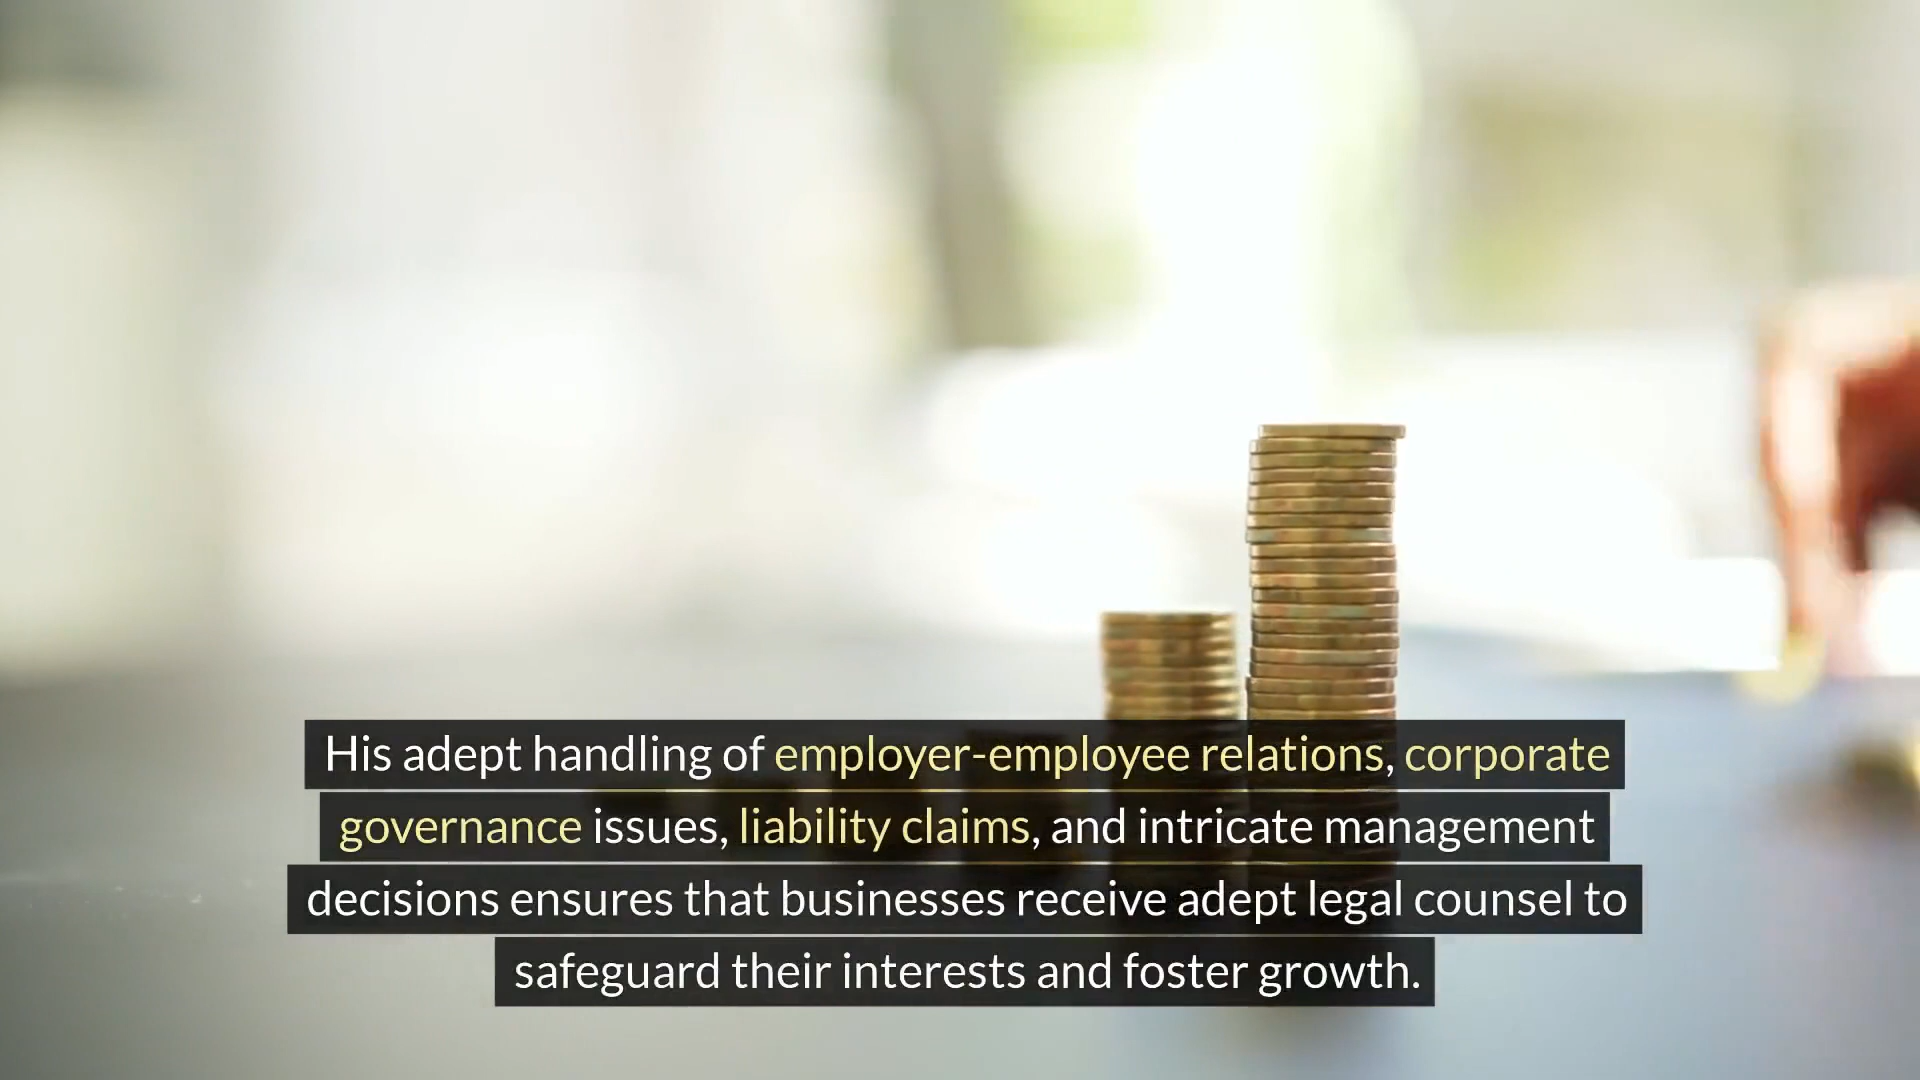 His adept handling of employer-employee relations, corporate
governance issues, liability claims, and intricate management
decisions ensures that businesses receive adept legal counsel to
safeguard their interests and foster growth.